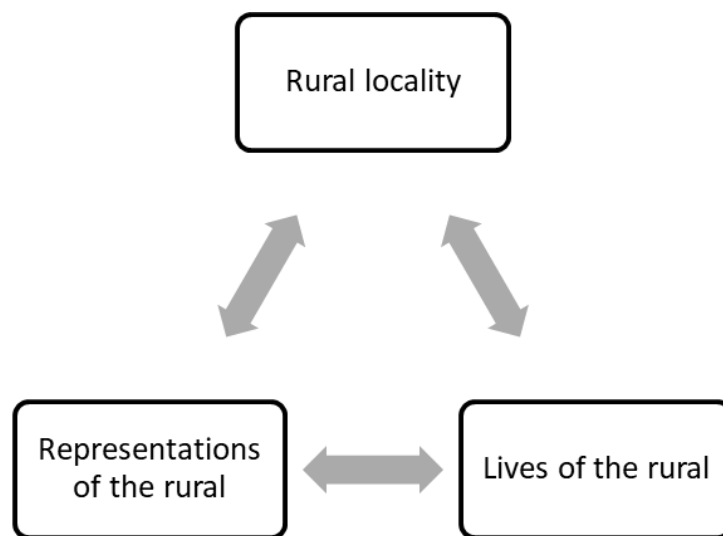 Rural locality
Representations
of the rural
Lives of the rural